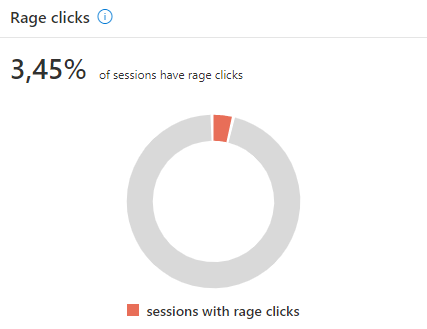 Rage clicks
3,45% of sessions have rage clicks
sessions with rage clicks